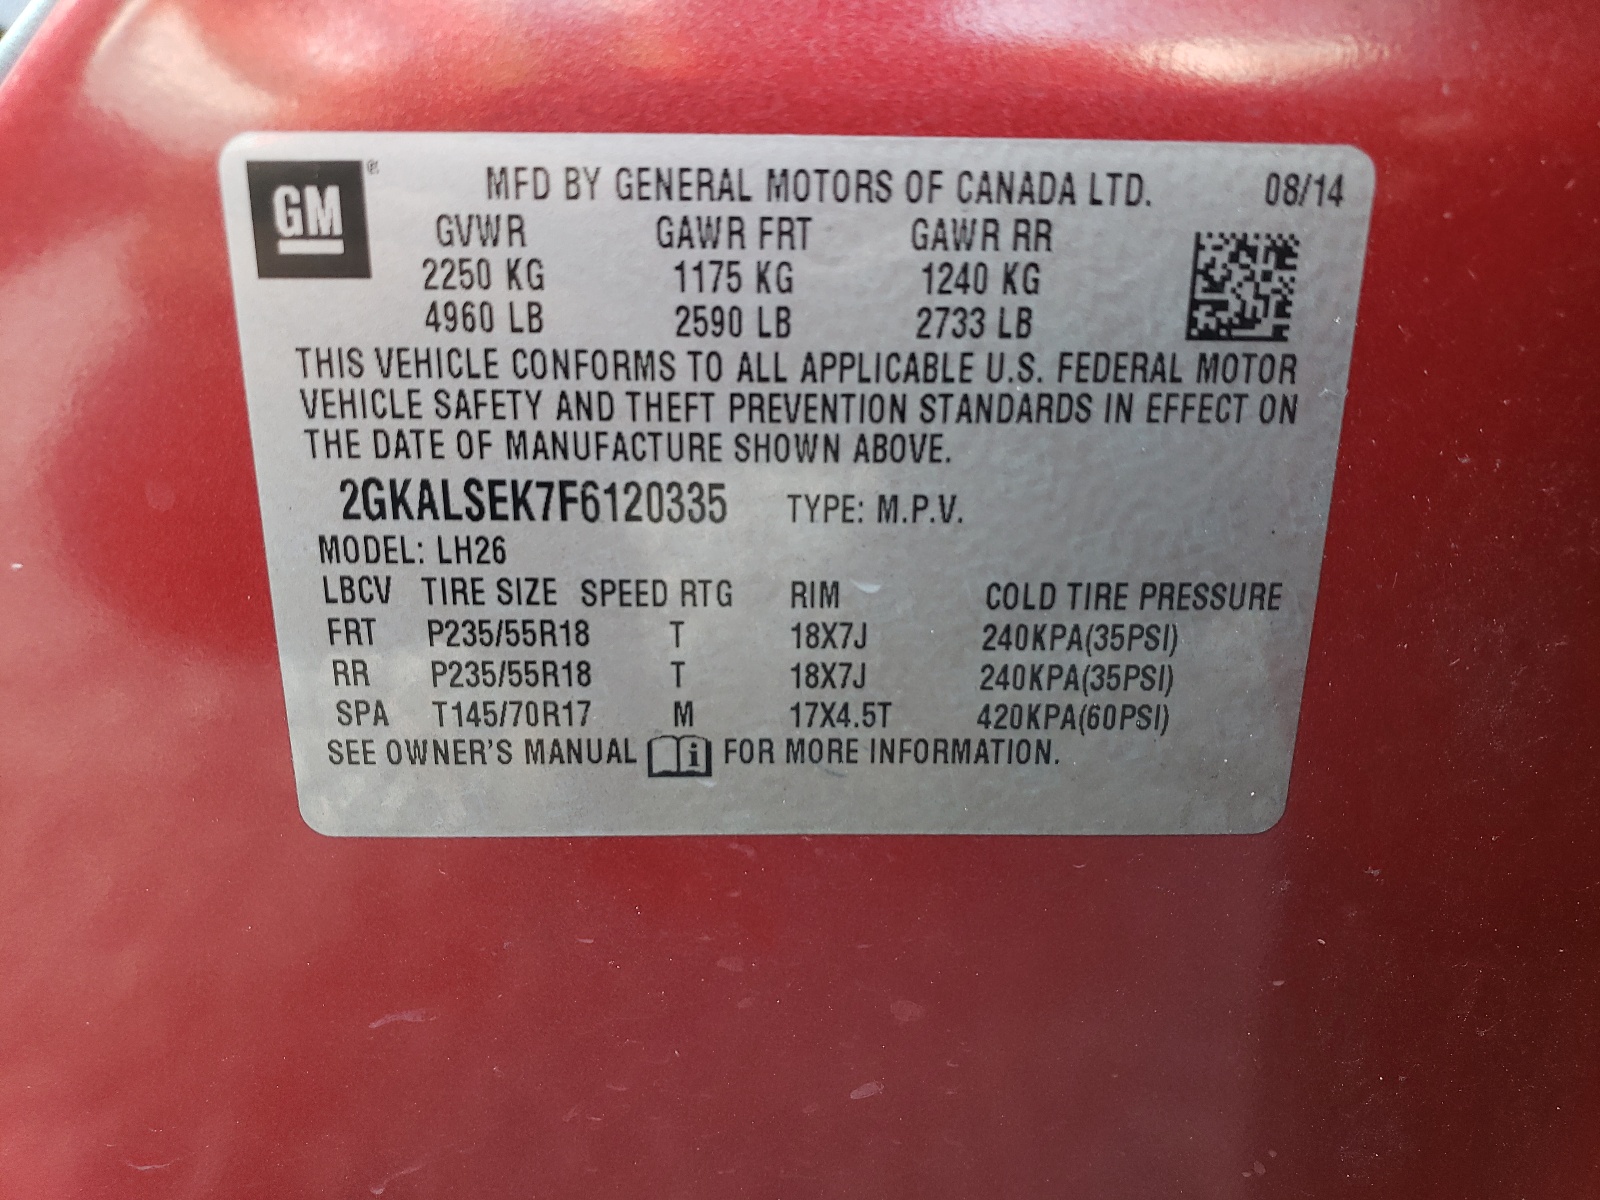 GM ®
MFD BY GENERAL MOTORS OF CANADA LTD. 08/14
GVWR GAWR FRT GAWR RR
2250 KG 1175 KG 1240 KG
4960 LB 2590 LB 2733 LB
THIS VEHICLE CONFORMS TO ALL APPLICABLE U.S. FEDERAL MOTOR
VEHICLE SAFETY AND THEFT PREVENTION STANDARDS IN EFFECT ON
THE DATE OF MANUFACTURE SHOWN ABOVE.
2GKALSEK7F6120335 TYPE: M.P.V.
MODEL: LH26
LBCV TIRE SIZE SPEED RTG RIM COLD TIRE PRESSURE
FRT P235/55R18 T 18X7J 240KPA(35PSI)
RR P235/55R18 T 18X7J 240KPA(35PSI)
SPA T145/70R17 M 17X4.5T 420KPA(60PSI)
SEE OWNER'S MANUAL i FOR MORE INFORMATION.